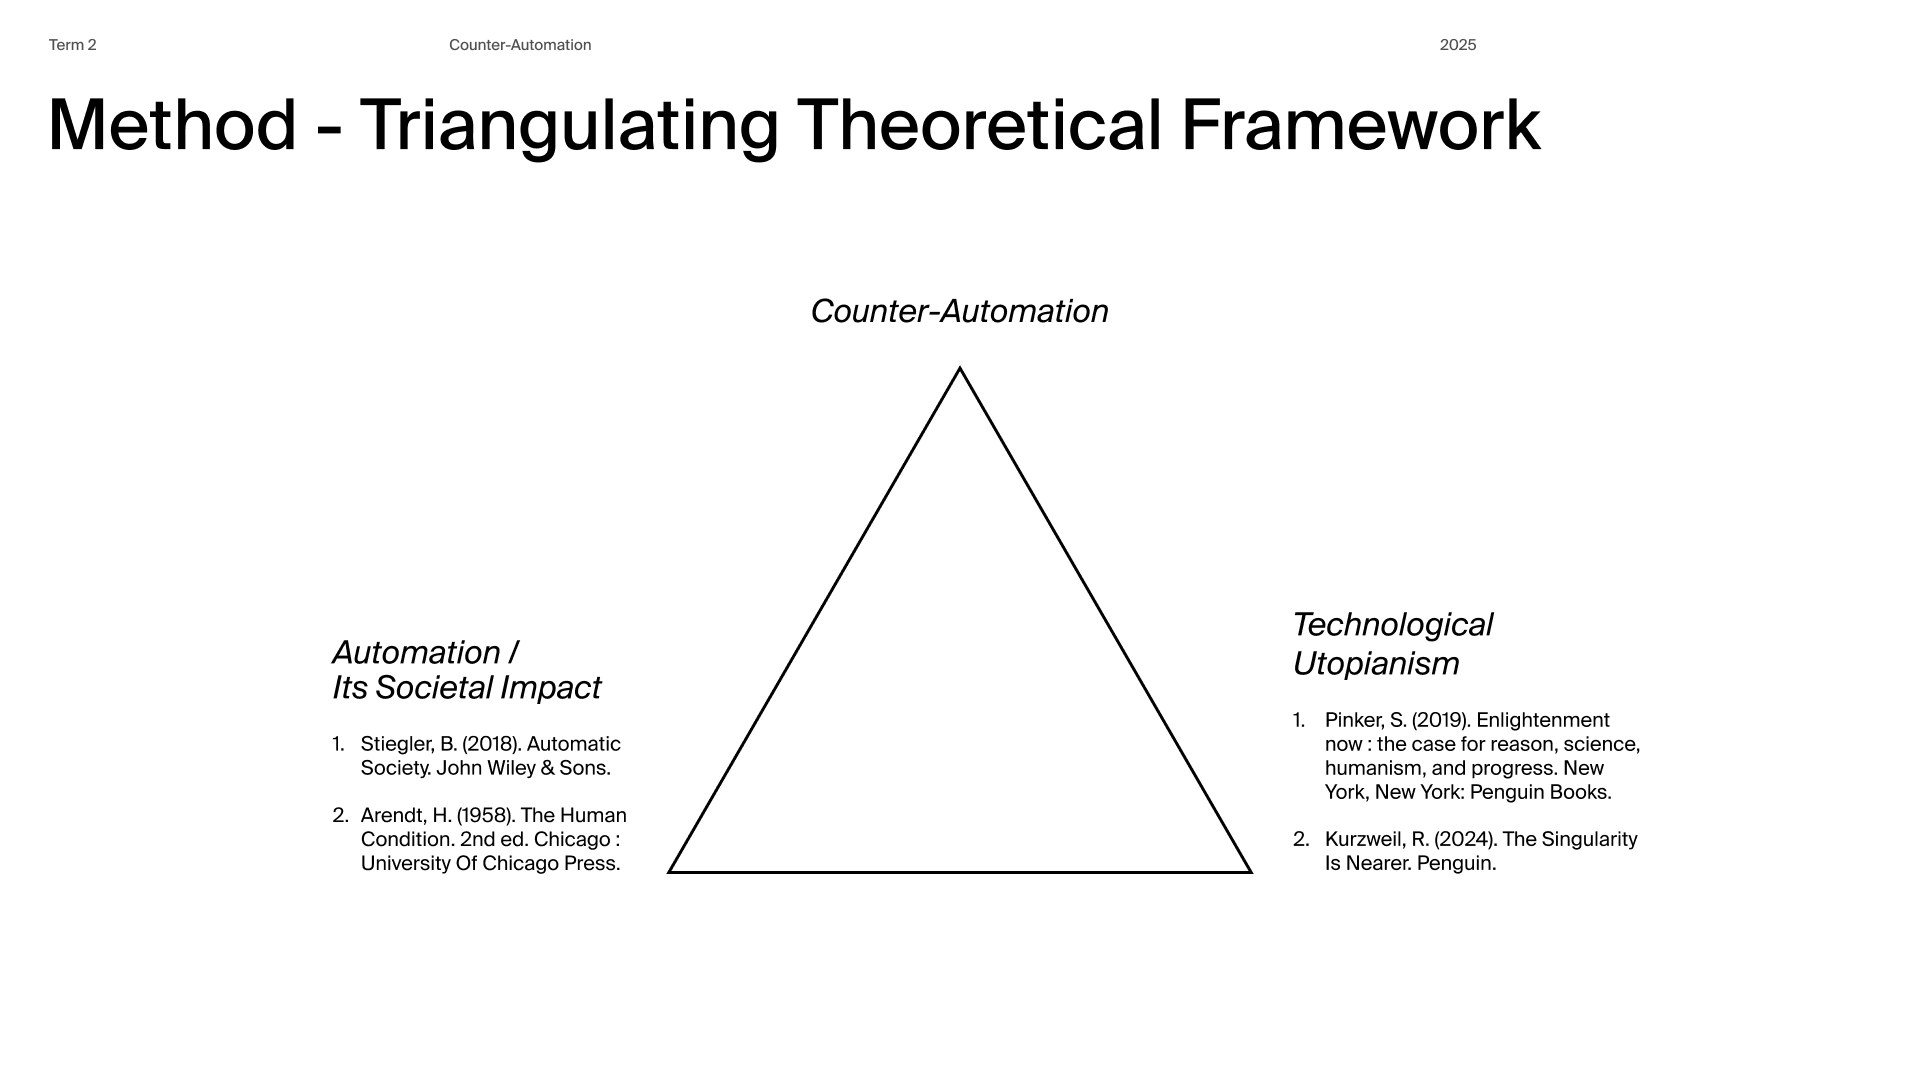 Term 2
Counter-Automation
2025
Method - Triangulating Theoretical Framework
Counter-Automation
Automation /
Its Societal Impact
1. Stiegler, B. (2018). Automatic
Society. John Wiley & Sons.
2. Arendt, H. (1958). The Human
Condition. 2nd ed. Chicago :
University Of Chicago Press.
Technological
Utopianism
1. Pinker, S. (2019). Enlightenment
now : the case for reason, science,
humanism, and progress. New
York, New York: Penguin Books.
2. Kurzweil, R. (2024). The Singularity
Is Nearer. Penguin.